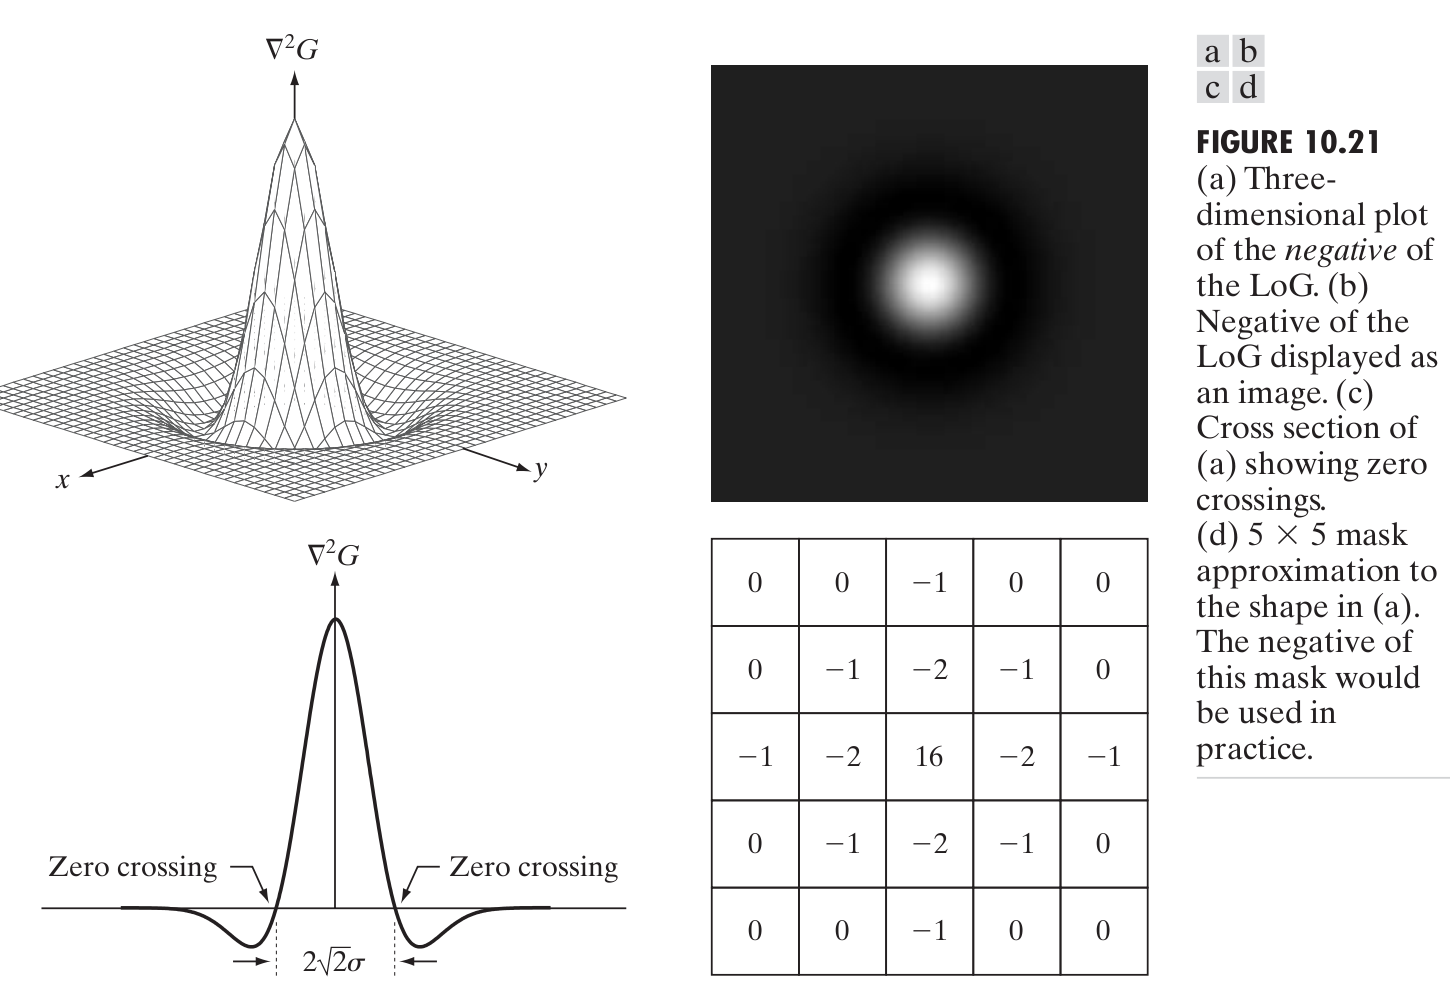 ∇²G
x
y
∇²G
Zero crossing
Zero crossing
2√2σ
0 0 −1 0 0
0 −1 −2 −1 0
−1 −2 16 −2 −1
0 −1 −2 −1 0
0 0 −1 0 0
a b
c d
FIGURE 10.21
(a) Three-
dimensional plot
of the negative of
the LoG. (b)
Negative of the
LoG displayed as
an image. (c)
Cross section of
(a) showing zero
crossings.
(d) 5 × 5 mask
approximation to
the shape in (a).
The negative of
this mask would
be used in
practice.